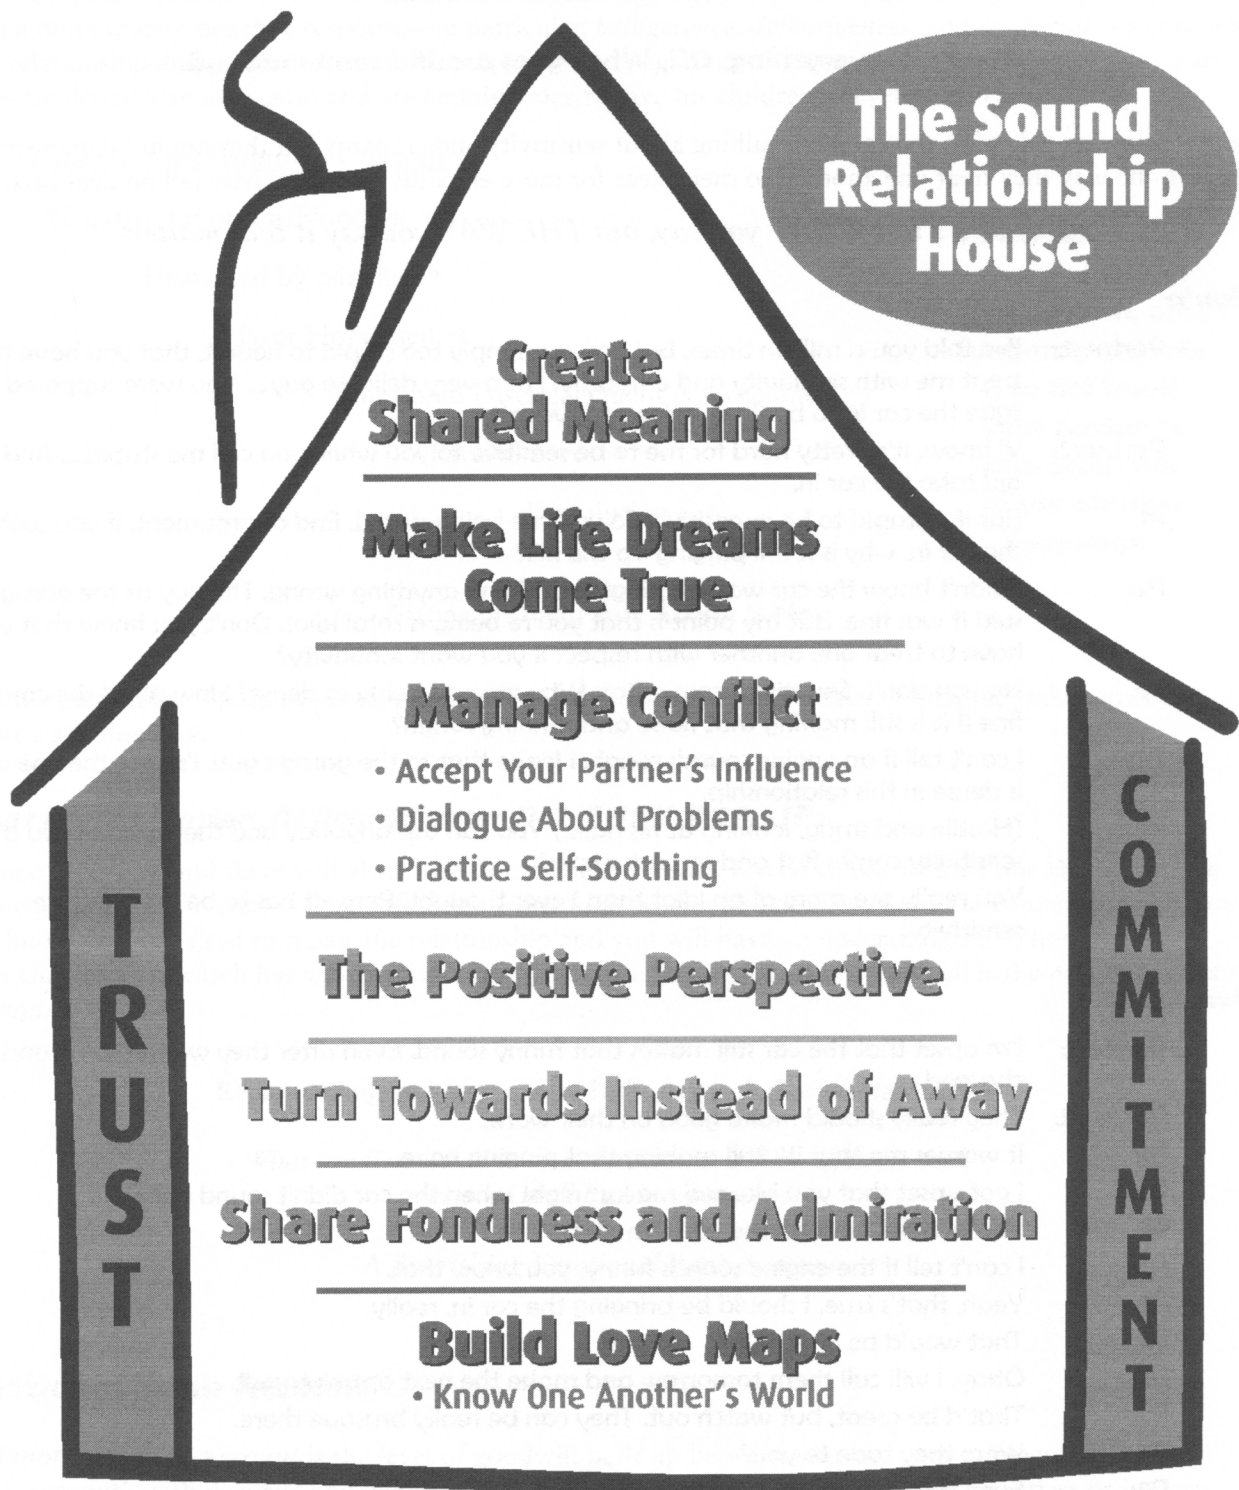 The Sound
Relationship
House
Create
Shared Meaning
Make Life Dreams
Come True
Manage Conflict
• Accept Your Partner's Influence
• Dialogue About Problems
• Practice Self-Soothing
The Positive Perspective
Turn Towards Instead of Away
Share Fondness and Admiration
Build Love Maps
• Know One Another's World
TRUST
COMMITMENT